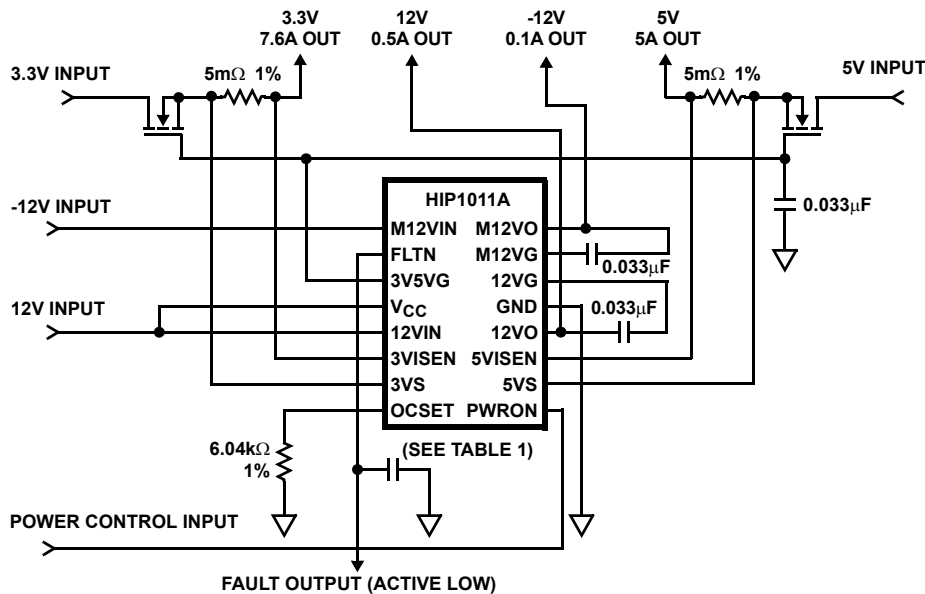 3.3V
7.6A OUT
12V
0.5A OUT
-12V
0.1A OUT
5V
5A OUT
3.3V INPUT
5mΩ 1%
5mΩ 1%
5V INPUT
HIP1011A
-12V INPUT
M12VIN
M12VO
0.033μF
FLTN
M12VG
0.033μF
3V5VG
12VG
12V INPUT
VCC
GND
0.033μF
12VIN
12VO
3VISEN
5VISEN
3VS
5VS
OCSET
PWRON
6.04kΩ
1%
(SEE TABLE 1)
POWER CONTROL INPUT
FAULT OUTPUT (ACTIVE LOW)